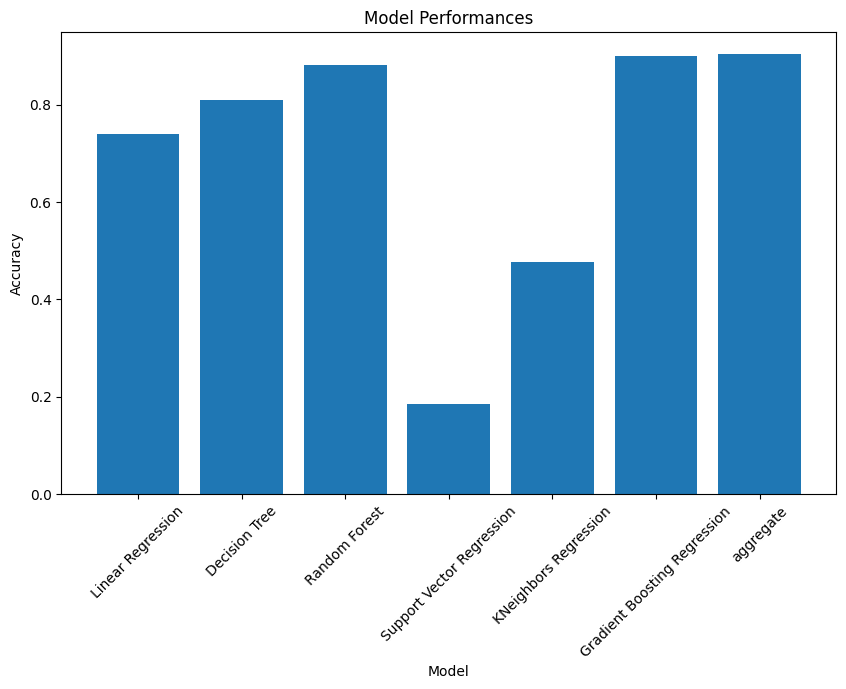 Model Performances
Accuracy
0.8
0.6
0.4
0.2
0.0
Linear Regression
Decision Tree
Random Forest
Support Vector Regression
KNeighbors Regression
Gradient Boosting Regression
aggregate
Model